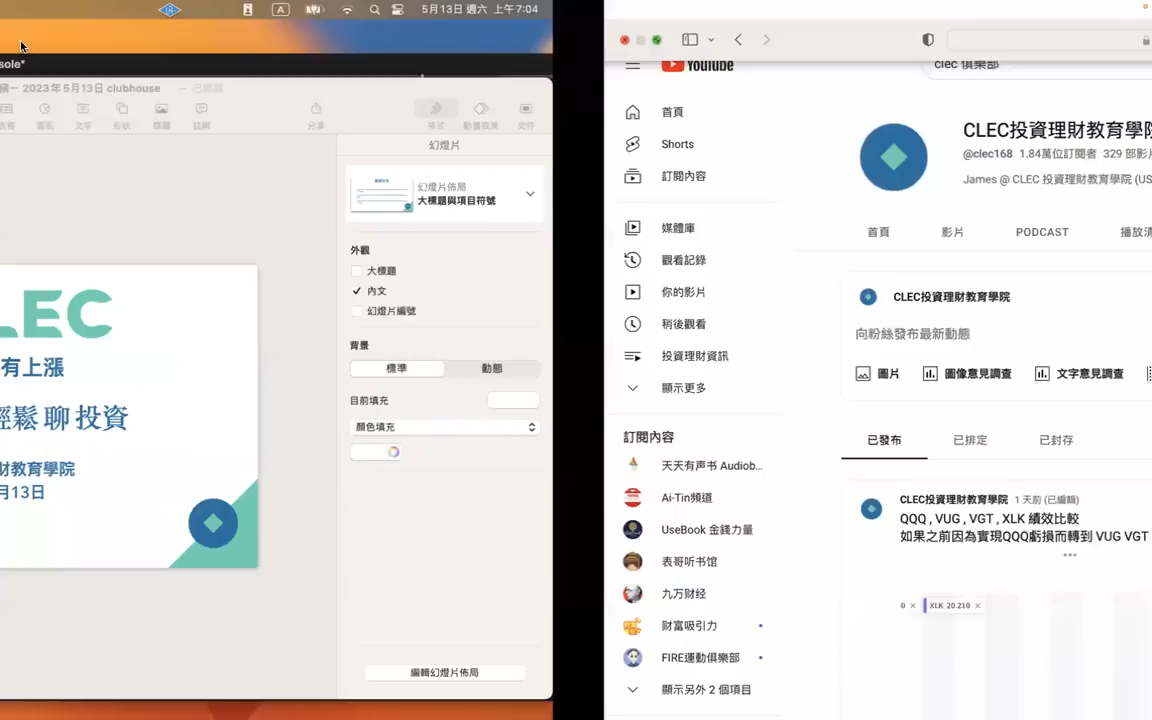 A
5月13日 週六 上午7:04
sole*
2023年5月13日 clubhouse
圖表
文字
形狀
媒體
註解
分享
格式
動畫效果
文件
幻燈片
幻燈片佈局
大標題與項目符號
外觀
大標題
內文
幻燈片編號
背景
標準
動態
目前填充
顏色填充
編輯幻燈片佈局
LEC
有上漲
輕鬆聊投資
財教育學院
月13日
YouTube
clec 俱樂部
首頁
Shorts
訂閱內容
媒體庫
觀看記錄
你的影片
稍後觀看
投資理財資訊
顯示更多
訂閱內容
天天有声书 Audiob...
Ai-Tin頻道
UseBook 金錢力量
表哥听书馆
九万财经
财富吸引力
FIRE運動俱樂部
顯示另外 2 個項目
CLEC投資理財教育學院
@clec168 1.84萬位訂閱者 329 部影片
James @ CLEC 投資理財教育學院 (US
首頁
影片
PODCAST
播放清
CLEC投資理財教育學院
向粉絲發布最新動態
圖片
圖像意見調查
文字意見調查
已發布
已排定
已封存
CLEC投資理財教育學院 1 天前 (已編輯)
QQQ , VUG , VGT , XLK 績效比較
如果之前因為實現QQQ虧損而轉到 VUG VGT
0 ×
XLK 20.210 ×